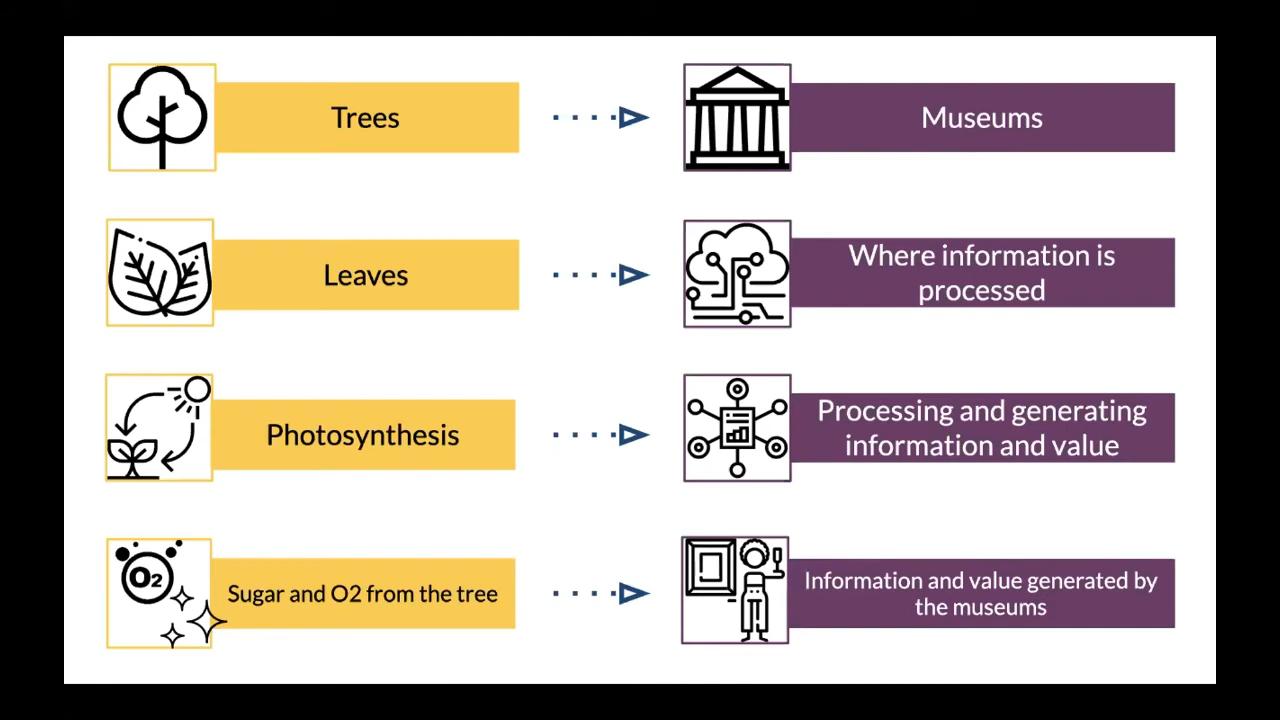 Trees
Museums
Leaves
Where information is
processed
Photosynthesis
Processing and generating
information and value
O2
Sugar and O2 from the tree
Information and value generated by
the museums